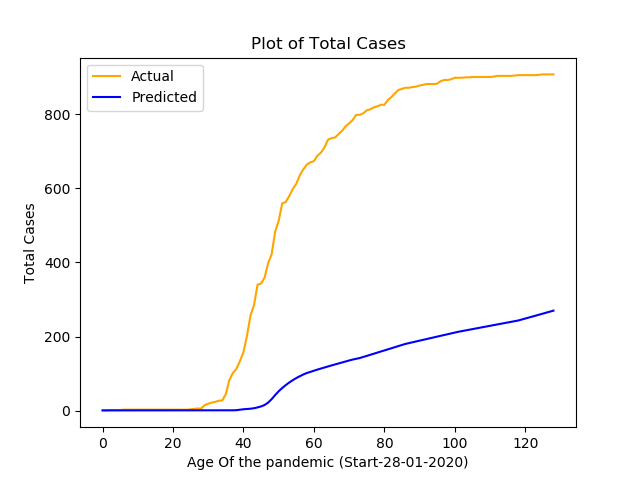 Plot of Total Cases
Actual
Predicted
800
600
400
200
0
Total Cases
0 20 40 60 80 100 120
Age Of the pandemic (Start-28-01-2020)